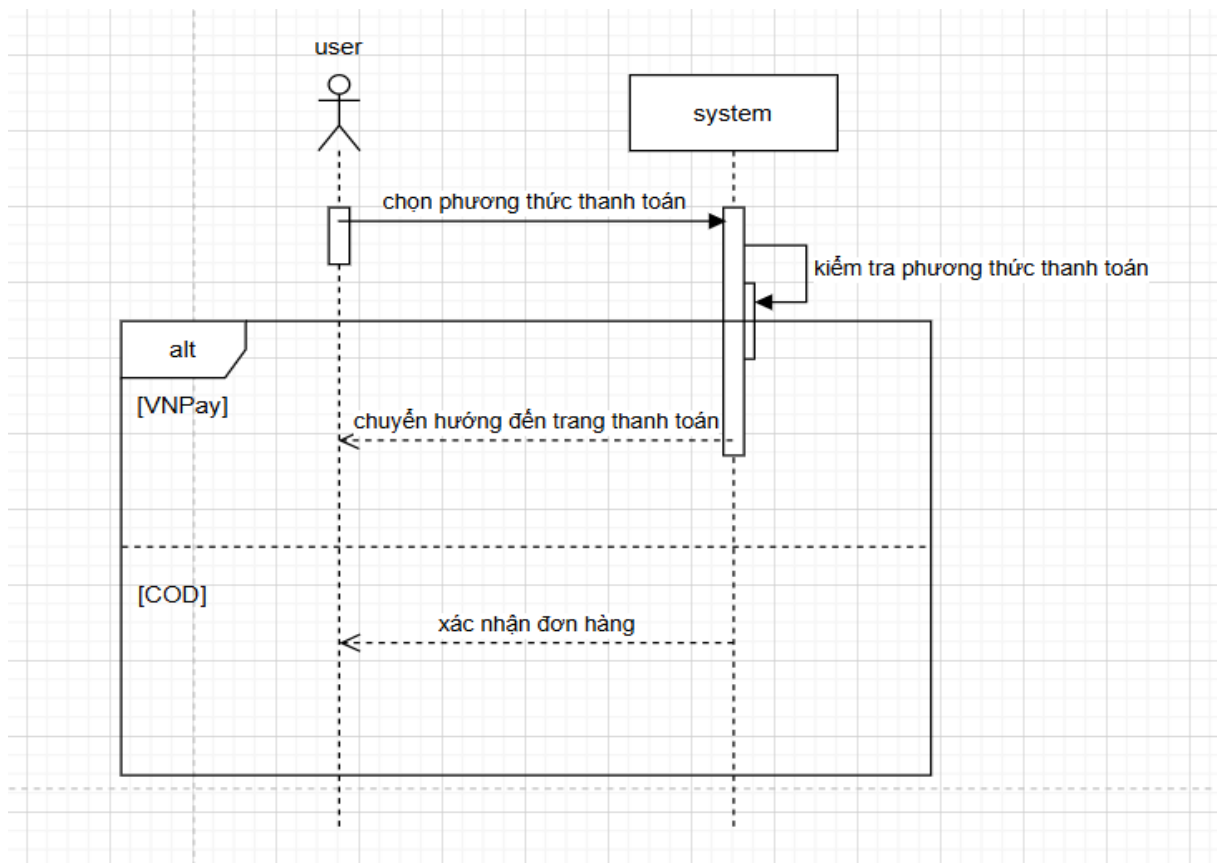 user
system
chọn phương thức thanh toán
kiểm tra phương thức thanh toán
alt
[VNPay]
chuyển hướng đến trang thanh toán
[COD]
xác nhận đơn hàng